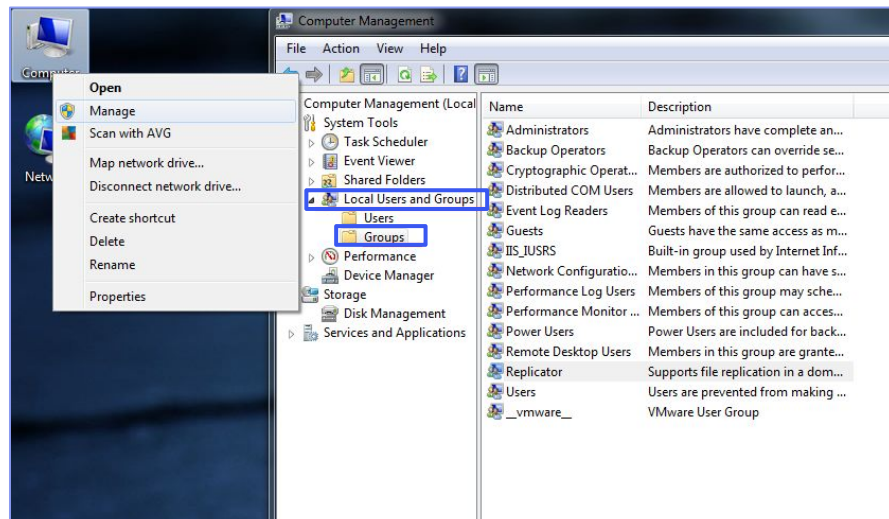 Computer Management
File Action View Help
Computer
Open
Manage
Scan with AVG
Map network drive...
Disconnect network drive...
Create shortcut
Delete
Rename
Properties
Netw
Computer Management (Local
System Tools
Task Scheduler
Event Viewer
Shared Folders
Local Users and Groups
Users
Groups
Performance
Device Manager
Storage
Disk Management
Services and Applications
Name Description
Administrators Administrators have complete an...
Backup Operators Backup Operators can override se...
Cryptographic Operat... Members are authorized to perfor...
Distributed COM Users Members are allowed to launch, a...
Event Log Readers Members of this group can read e...
Guests Guests have the same access as m...
IIS_IUSRS Built-in group used by Internet Inf...
Network Configuratio... Members in this group can have s...
Performance Log Users Members of this group may sche...
Performance Monitor ... Members of this group can acces...
Power Users Power Users are included for back...
Remote Desktop Users Members in this group are grante...
Replicator Supports file replication in a dom...
Users Users are prevented from making ...
__vmware__ VMware User Group